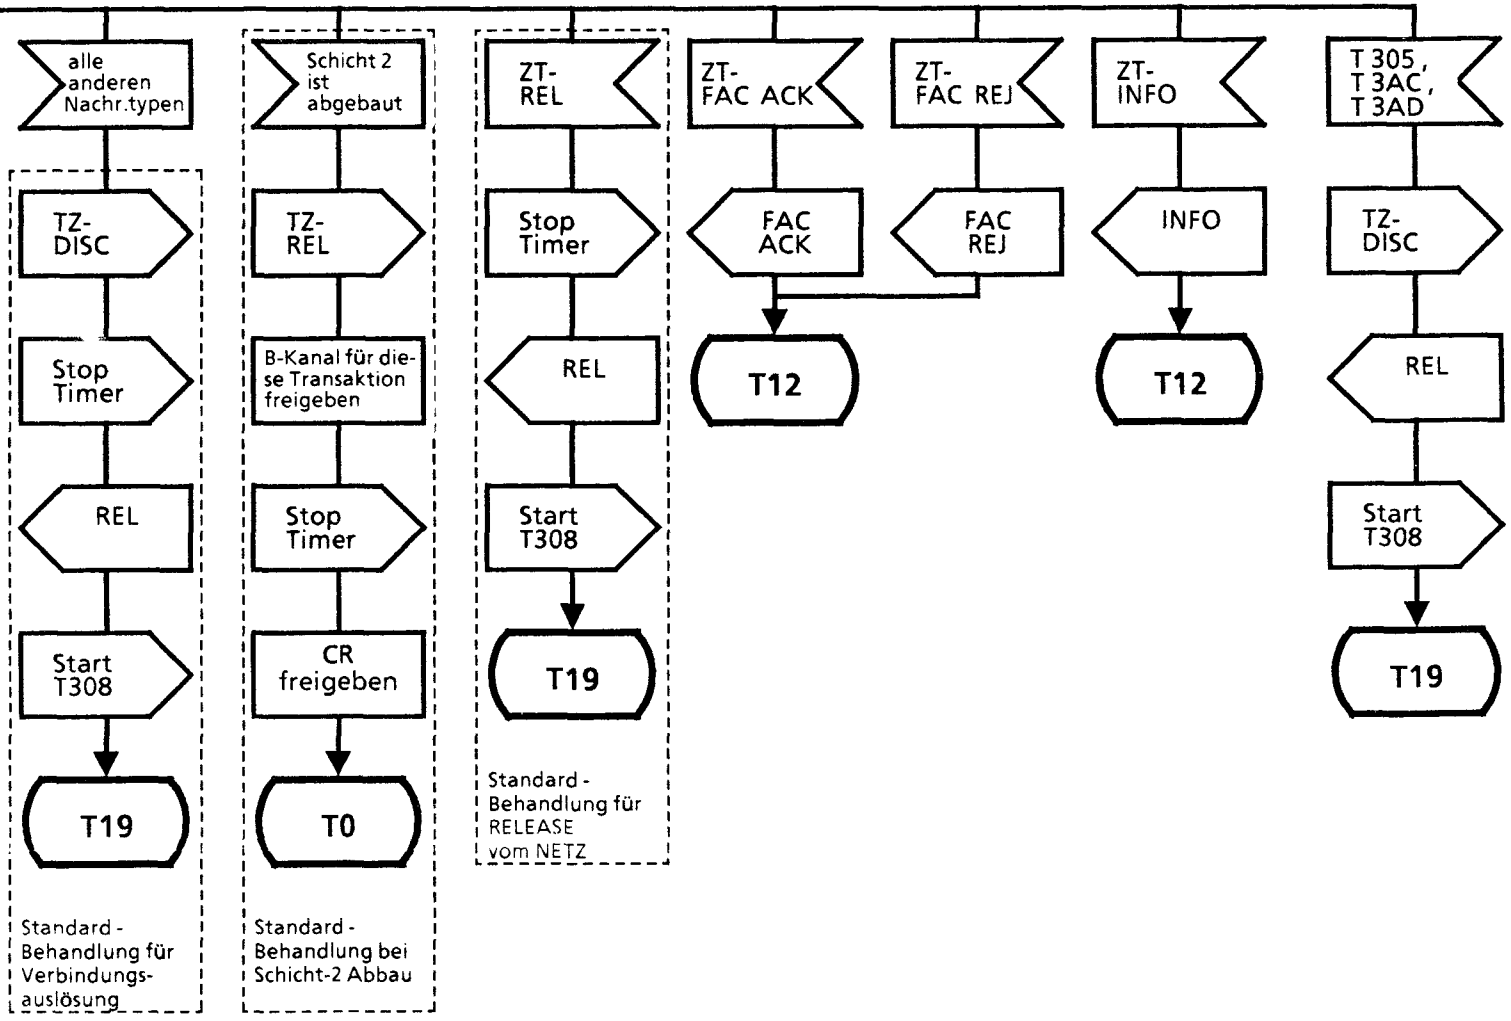 alle
anderen
Nachr.typen
TZ-
DISC
Stop
Timer
REL
Start
T308
T19
Standard -
Behandlung für
Verbindungs-
auslösung
Schicht 2
ist
abgebaut
TZ-
REL
B-Kanal für die-
se Transaktion
freigeben
Stop
Timer
CR
freigeben
T0
Standard -
Behandlung bei
Schicht-2 Abbau
ZT-
REL
Stop
Timer
REL
Start
T308
T19
Standard -
Behandlung für
RELEASE
vom NETZ
ZT-
FAC ACK
FAC
ACK
T12
ZT-
FAC REJ
FAC
REJ
ZT-
INFO
INFO
T12
T 305,
T 3AC,
T 3AD
TZ-
DISC
REL
Start
T308
T19